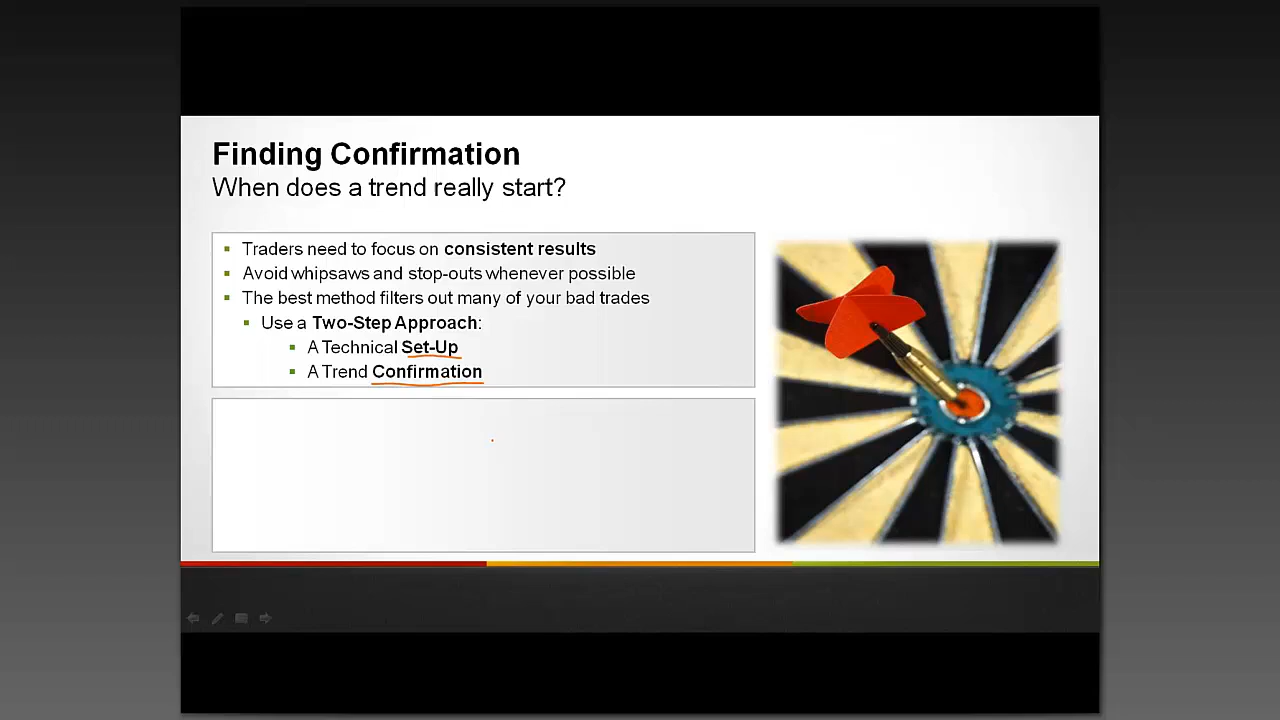 Finding Confirmation
When does a trend really start?
Traders need to focus on consistent results
Avoid whipsaws and stop-outs whenever possible
The best method filters out many of your bad trades
Use a Two-Step Approach:
A Technical Set-Up
A Trend Confirmation